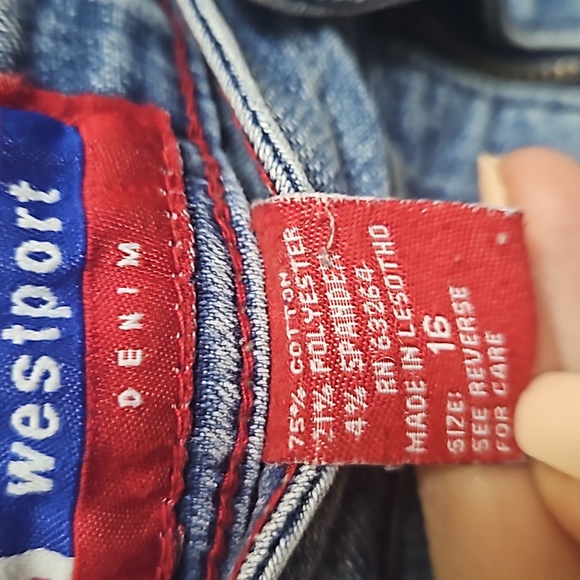 westport
DENIM
75% COTTON
21% POLYESTER
4% SPANDEX
RN 63264
MADE IN LESOTHO
16
SIZE:
SEE REVERSE
FOR CARE